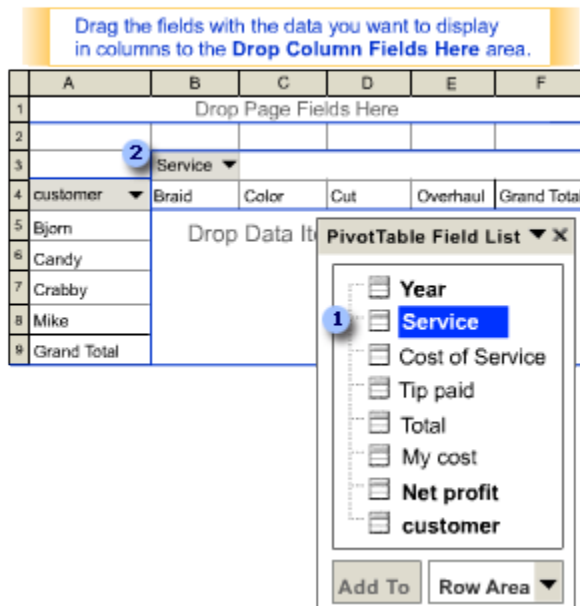 Drag the fields with the data you want to display
in columns to the Drop Column Fields Here area.
A B C D E F
1 Drop Page Fields Here
2
3 2 Service
4 customer Braid Color Cut Overhaul Grand Total
5 Bjorn Drop Data
6 Candy
7 Crabby
8 Mike
9 Grand Total
PivotTable Field List
Year
1 Service
Cost of Service
Tip paid
Total
My cost
Net profit
customer
Add To Row Area